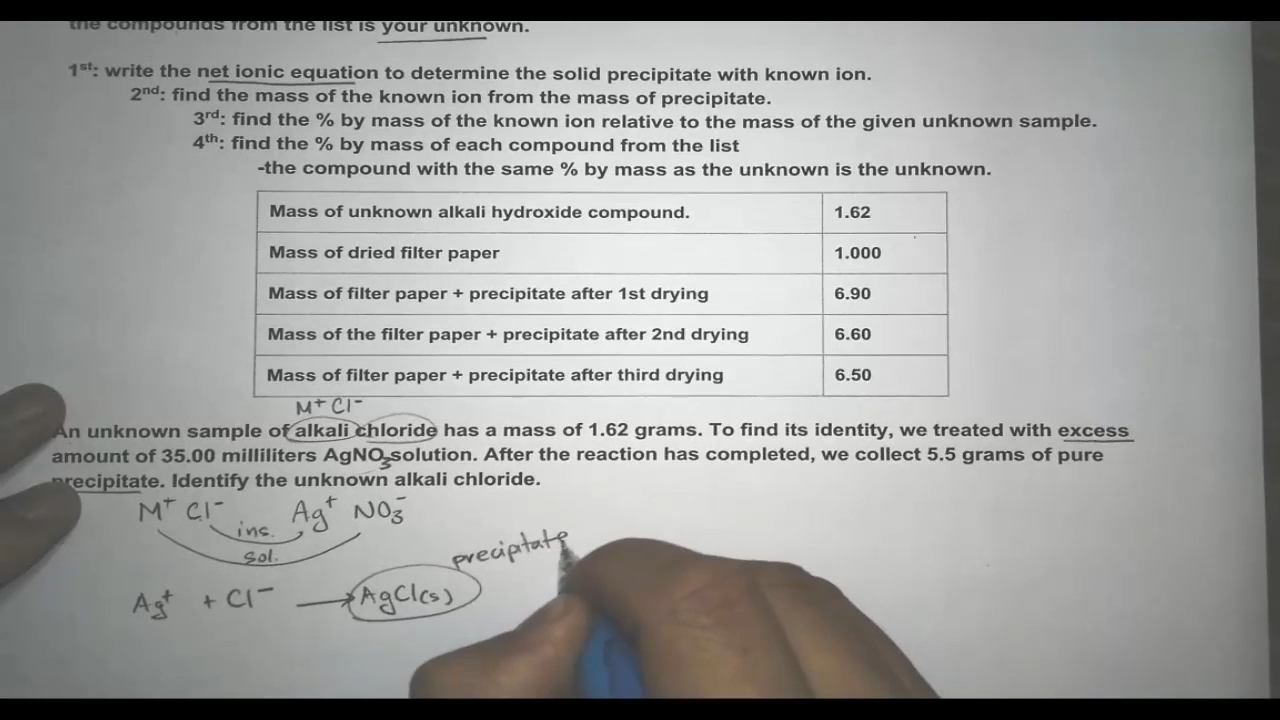 the compounds from the list is your unknown.
1st: write the net ionic equation to determine the solid precipitate with known ion.
2nd: find the mass of the known ion from the mass of precipitate.
3rd: find the % by mass of the known ion relative to the mass of the given unknown sample.
4th: find the % by mass of each compound from the list
-the compound with the same % by mass as the unknown is the unknown.
Mass of unknown alkali hydroxide compound. 1.62
Mass of dried filter paper 1.000
Mass of filter paper + precipitate after 1st drying 6.90
Mass of the filter paper + precipitate after 2nd drying 6.60
Mass of filter paper + precipitate after third drying 6.50
M+ Cl-
An unknown sample of alkali chloride has a mass of 1.62 grams. To find its identity, we treated with excess
amount of 35.00 milliliters AgNO3 solution. After the reaction has completed, we collect 5.5 grams of pure
precipitate. Identify the unknown alkali chloride.
M+ Cl- Ag+ NO3-
ins.
sol.
precipitate
Ag+ + Cl- → AgCl(s)